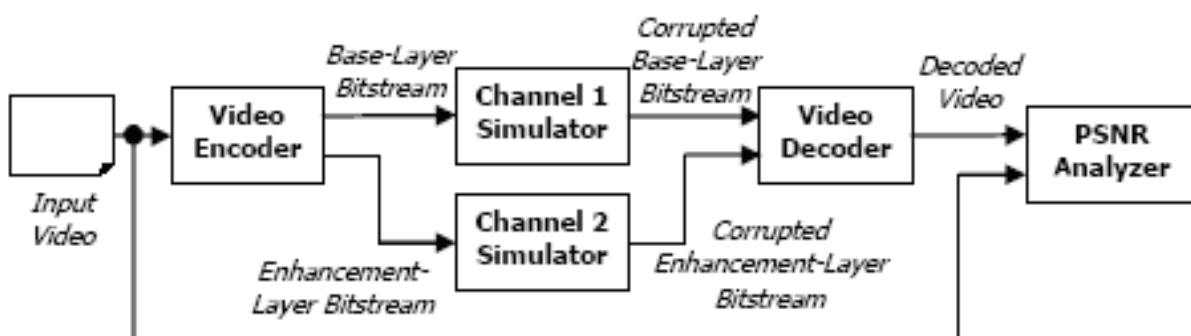 Input
Video
Video
Encoder
Base-Layer
Bitstream
Enhancement-
Layer Bitstream
Channel 1
Simulator
Channel 2
Simulator
Corrupted
Base-Layer
Bitstream
Corrupted
Enhancement-Layer
Bitstream
Video
Decoder
Decoded
Video
PSNR
Analyzer